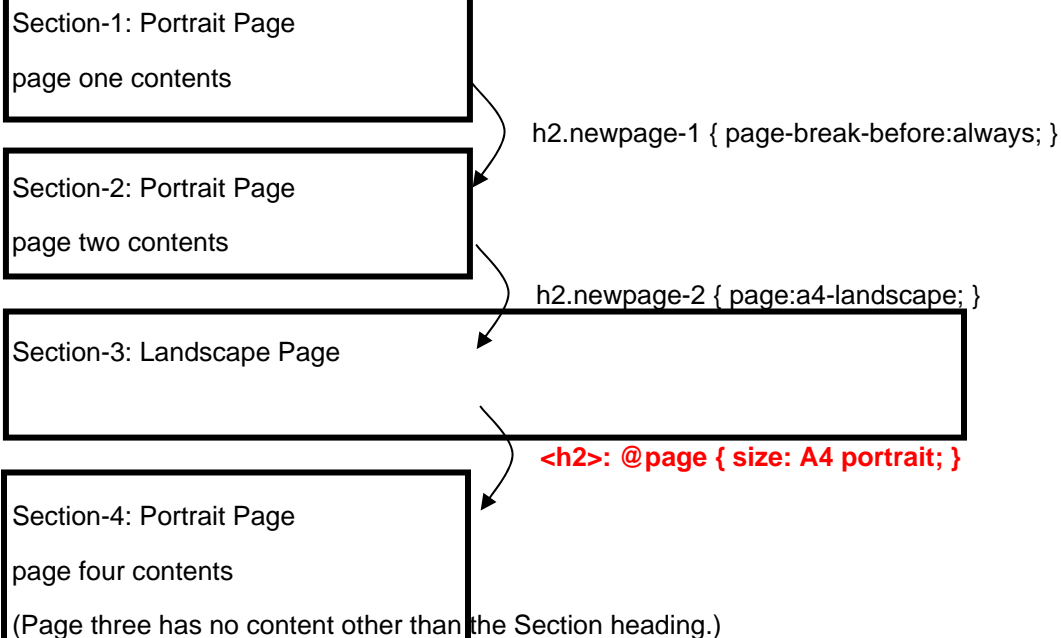 Section-1: Portrait Page
page one contents
h2.newpage-1 { page-break-before:always; }
Section-2: Portrait Page
page two contents
h2.newpage-2 { page:a4-landscape; }
Section-3: Landscape Page
<h2>: @page { size: A4 portrait; }
Section-4: Portrait Page
page four contents
(Page three has no content other than the Section heading.)